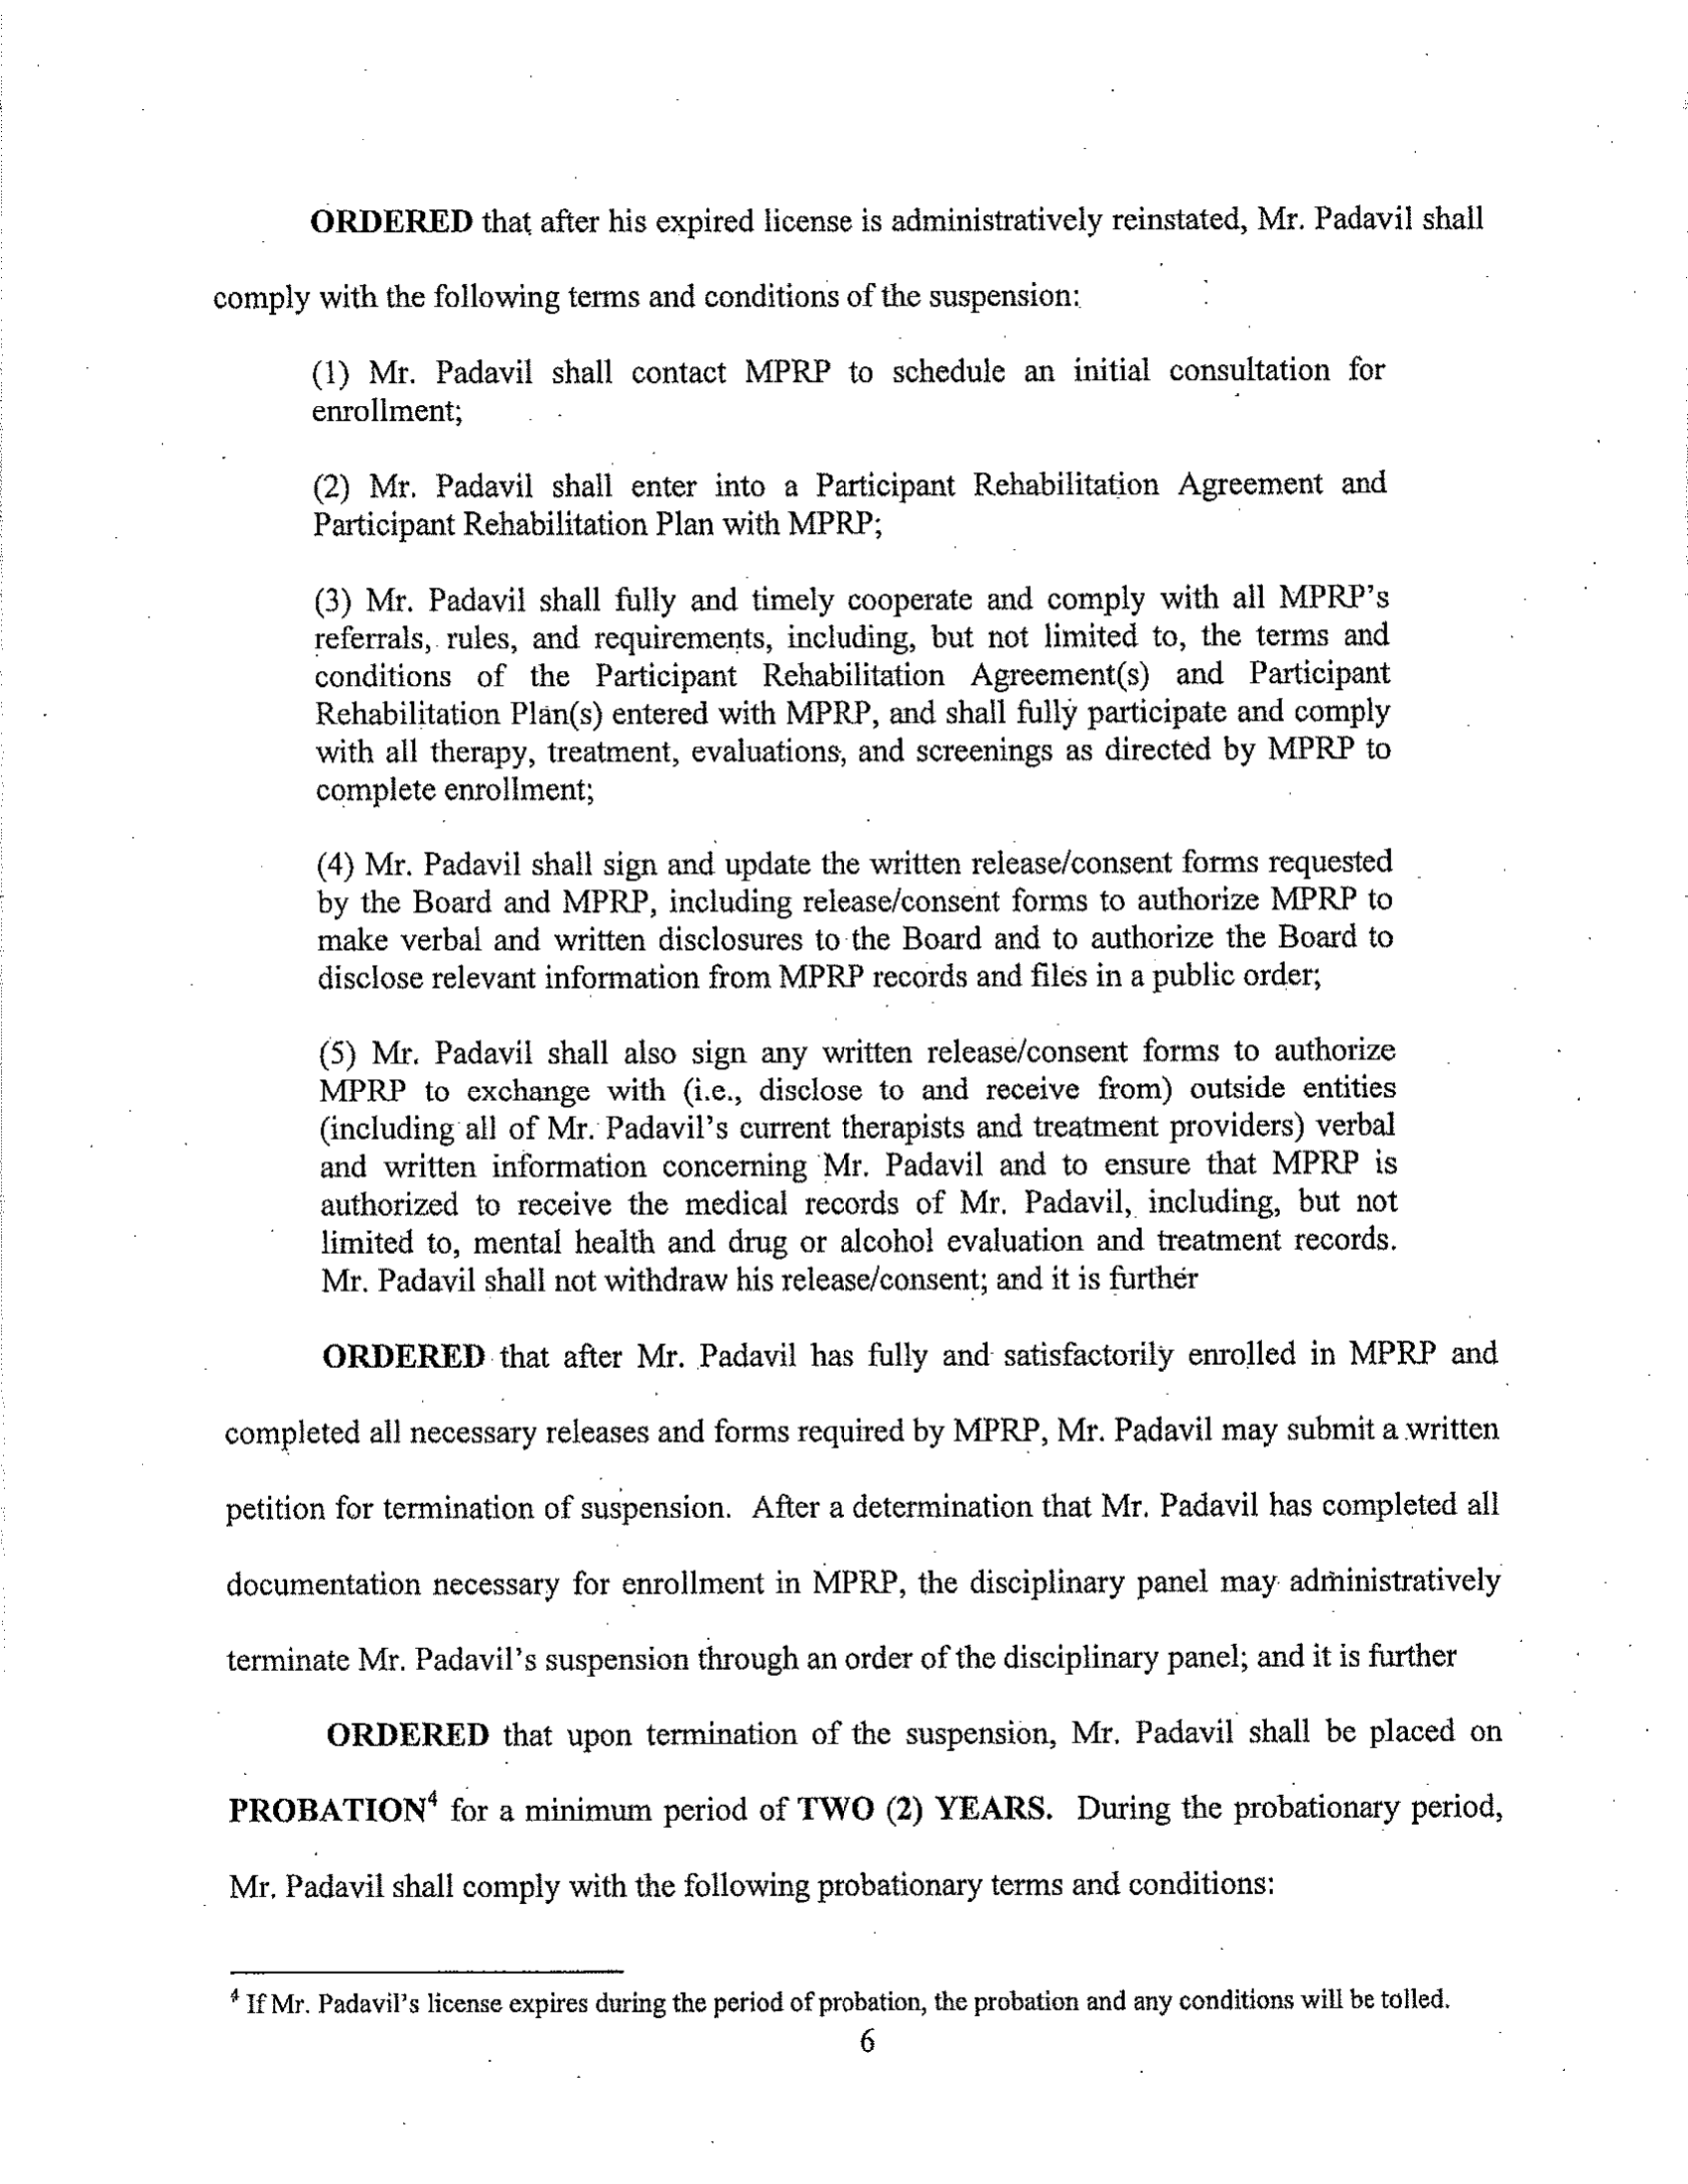 ORDERED that after his expired license is administratively reinstated, Mr. Padavil shall
comply with the following terms and conditions of the suspension:
(1) Mr. Padavil shall contact MPRP to schedule an initial consultation for
enrollment;
(2) Mr. Padavil shall enter into a Participant Rehabilitation Agreement and
Participant Rehabilitation Plan with MPRP;
(3) Mr. Padavil shall fully and timely cooperate and comply with all MPRP's
referrals, rules, and requirements, including, but not limited to, the terms and
conditions of the Participant Rehabilitation Agreement(s) and Participant
Rehabilitation Plan(s) entered with MPRP, and shall fully participate and comply
with all therapy, treatment, evaluations, and screenings as directed by MPRP to
complete enrollment;
(4) Mr. Padavil shall sign and update the written release/consent forms requested
by the Board and MPRP, including release/consent forms to authorize MPRP to
make verbal and written disclosures to the Board and to authorize the Board to
disclose relevant information from MPRP records and files in a public order;
(5) Mr. Padavil shall also sign any written release/consent forms to authorize
MPRP to exchange with (i.e., disclose to and receive from) outside entities
(including all of Mr. Padavil's current therapists and treatment providers) verbal
and written information concerning Mr. Padavil and to ensure that MPRP is
authorized to receive the medical records of Mr. Padavil, including, but not
limited to, mental health and drug or alcohol evaluation and treatment records.
Mr. Padavil shall not withdraw his release/consent; and it is further
ORDERED that after Mr. Padavil has fully and satisfactorily enrolled in MPRP and
completed all necessary releases and forms required by MPRP, Mr. Padavil may submit a written
petition for termination of suspension. After a determination that Mr. Padavil has completed all
documentation necessary for enrollment in MPRP, the disciplinary panel may administratively
terminate Mr. Padavil's suspension through an order of the disciplinary panel; and it is further
ORDERED that upon termination of the suspension, Mr. Padavil shall be placed on
PROBATION⁴ for a minimum period of TWO (2) YEARS. During the probationary period,
Mr. Padavil shall comply with the following probationary terms and conditions:
⁴ If Mr. Padavil's license expires during the period of probation, the probation and any conditions will be tolled.
6